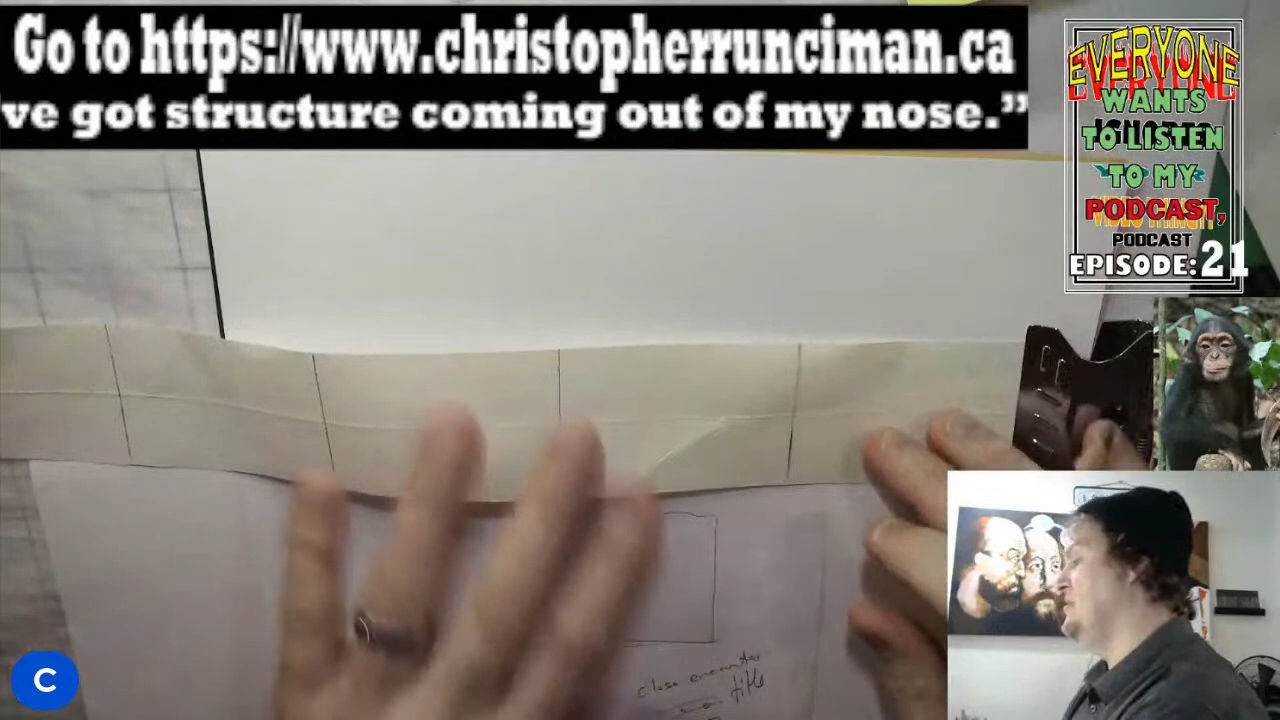 Go to https://www.christopherrunciman.ca
've got structure coming out of my nose.”
EVERYONE
WANTS
TO LISTEN
TO MY
PODCAST,
PODCAST
EPISODE: 21
close encounter
title
C